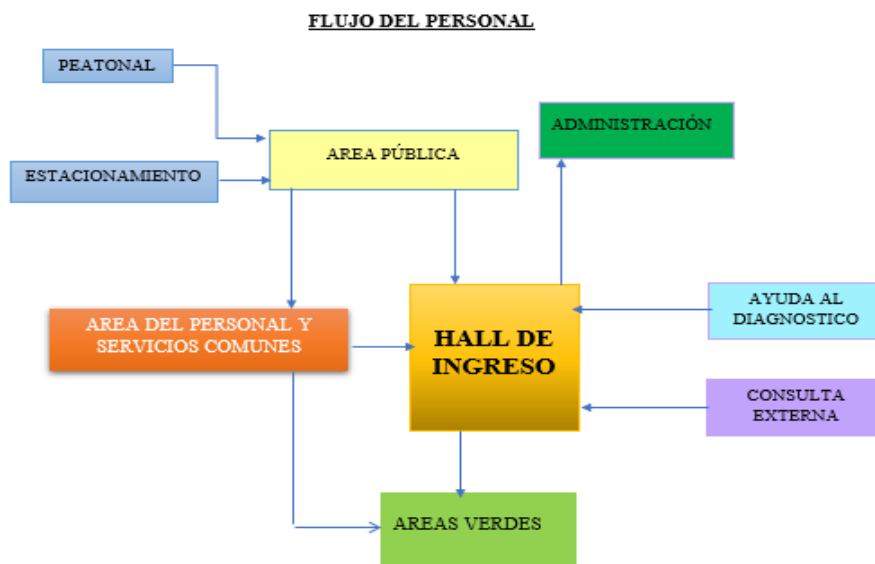 FLUJO DEL PERSONAL
PEATONAL
ADMINISTRACIÓN
AREA PÚBLICA
ESTACIONAMIENTO
AREA DEL PERSONAL Y
SERVICIOS COMUNES
HALL DE
INGRESO
AYUDA AL
DIAGNOSTICO
CONSULTA
EXTERNA
AREAS VERDES